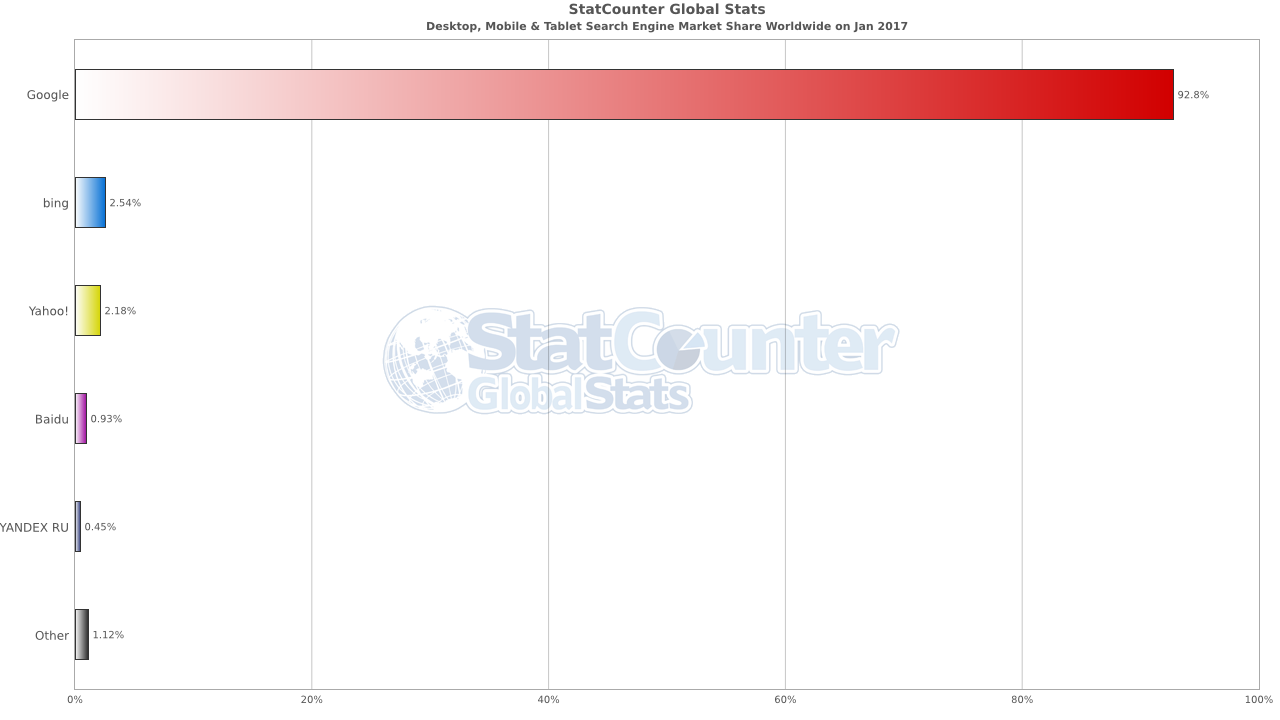 StatCounter Global Stats
Desktop, Mobile & Tablet Search Engine Market Share Worldwide on Jan 2017
Google 92.8%
bing 2.54%
Yahoo! 2.18%
StatCounter
GlobalStats
Baidu 0.93%
YANDEX RU 0.45%
Other 1.12%
0% 20% 40% 60% 80% 100%